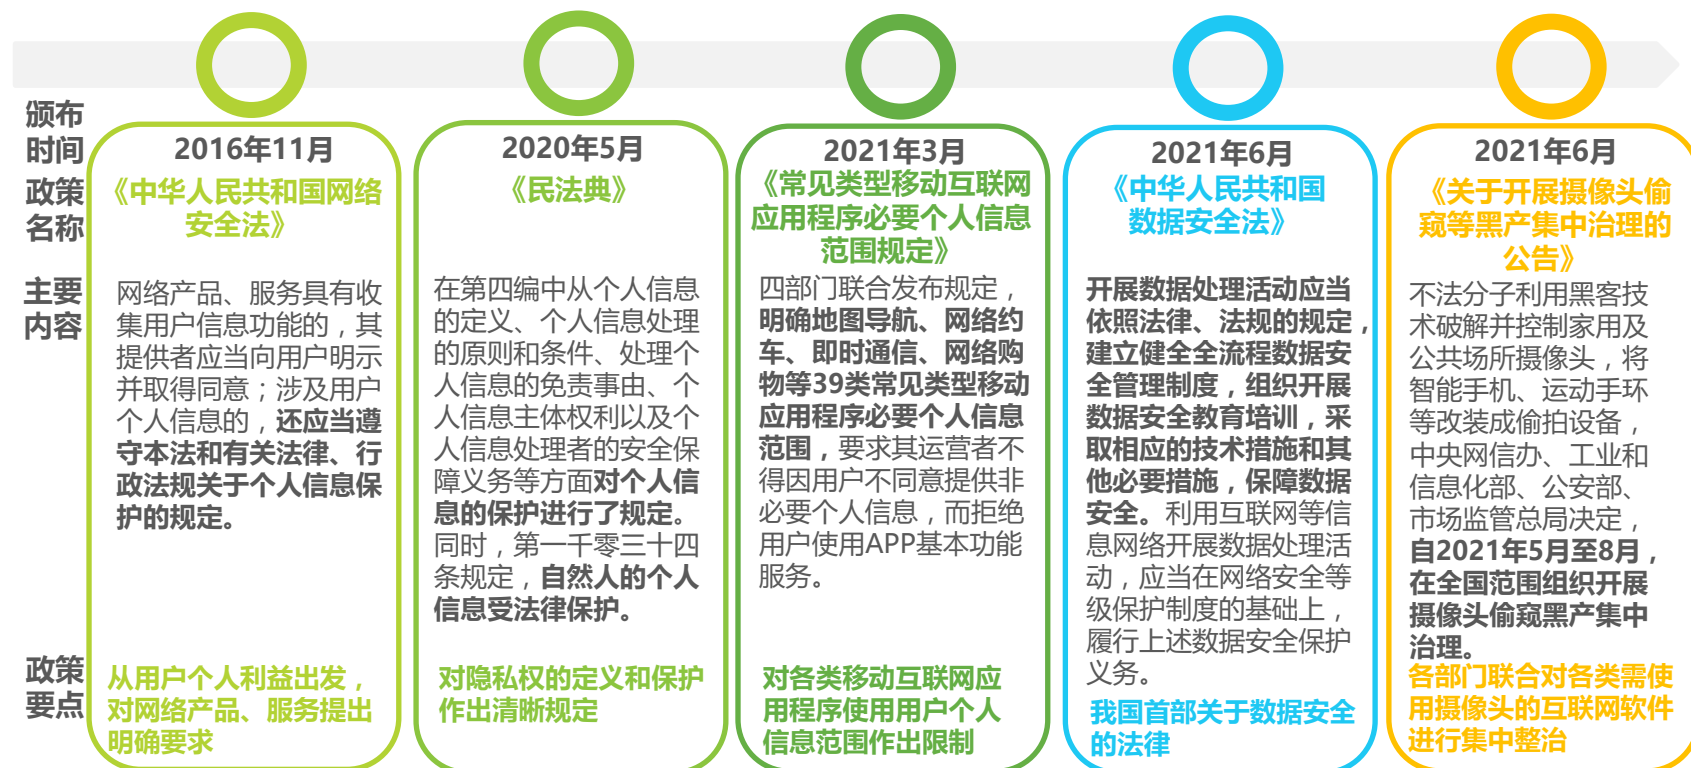 颁布
时间
政策
名称
主要
内容
政策
要点
2016年11月
《中华人民共和国网络
安全法》
网络产品、服务具有收
集用户信息功能的，其
提供者应当向用户明示
并取得同意；涉及用户
个人信息的，还应当遵
守本法和有关法律、行
政法规关于个人信息保
护的规定。
从用户个人利益出发，
对网络产品、服务提出
明确要求
2020年5月
《民法典》
在第四编中从个人信息
的定义、个人信息处理
的原则和条件、处理个
人信息的免责事由、个
人信息主体权利以及个
人信息处理者的安全保
障义务等方面对个人信
息的保护进行了规定。
同时，第一千零三十四
条规定，自然人的个人
信息受法律保护。
对隐私权的定义和保护
作出清晰规定
2021年3月
《常见类型移动互联网
应用程序必要个人信息
范围规定》
四部门联合发布规定，
明确地图导航、网络约
车、即时通信、网络购
物等39类常见类型移动
应用程序必要个人信息
范围，要求其运营者不
得因用户不同意提供非
必要个人信息，而拒绝
用户使用APP基本功能
服务。
对各类移动互联网应
用程序使用用户个人
信息范围作出限制
2021年6月
《中华人民共和国
数据安全法》
开展数据处理活动应当
依照法律、法规的规定，
建立健全全流程数据安
全管理制度，组织开展
数据安全教育培训，采
取相应的技术措施和其
他必要措施，保障数据
安全。利用互联网等信
息网络开展数据处理活
动，应当在网络安全等
级保护制度的基础上，
履行上述数据安全保护
义务。
我国首部关于数据安全
的法律
2021年6月
《关于开展摄像头偷
窥等黑产集中治理的
公告》
不法分子利用黑客技
术破解并控制家用及
公共场所摄像头，将
智能手机、运动手环
等改装成偷拍设备，
中央网信办、工业和
信息化部、公安部、
市场监管总局决定，
自2021年5月至8月，
在全国范围组织开展
摄像头偷窥黑产集中
治理。
各部门联合对各类需使
用摄像头的互联网软件
进行集中整治